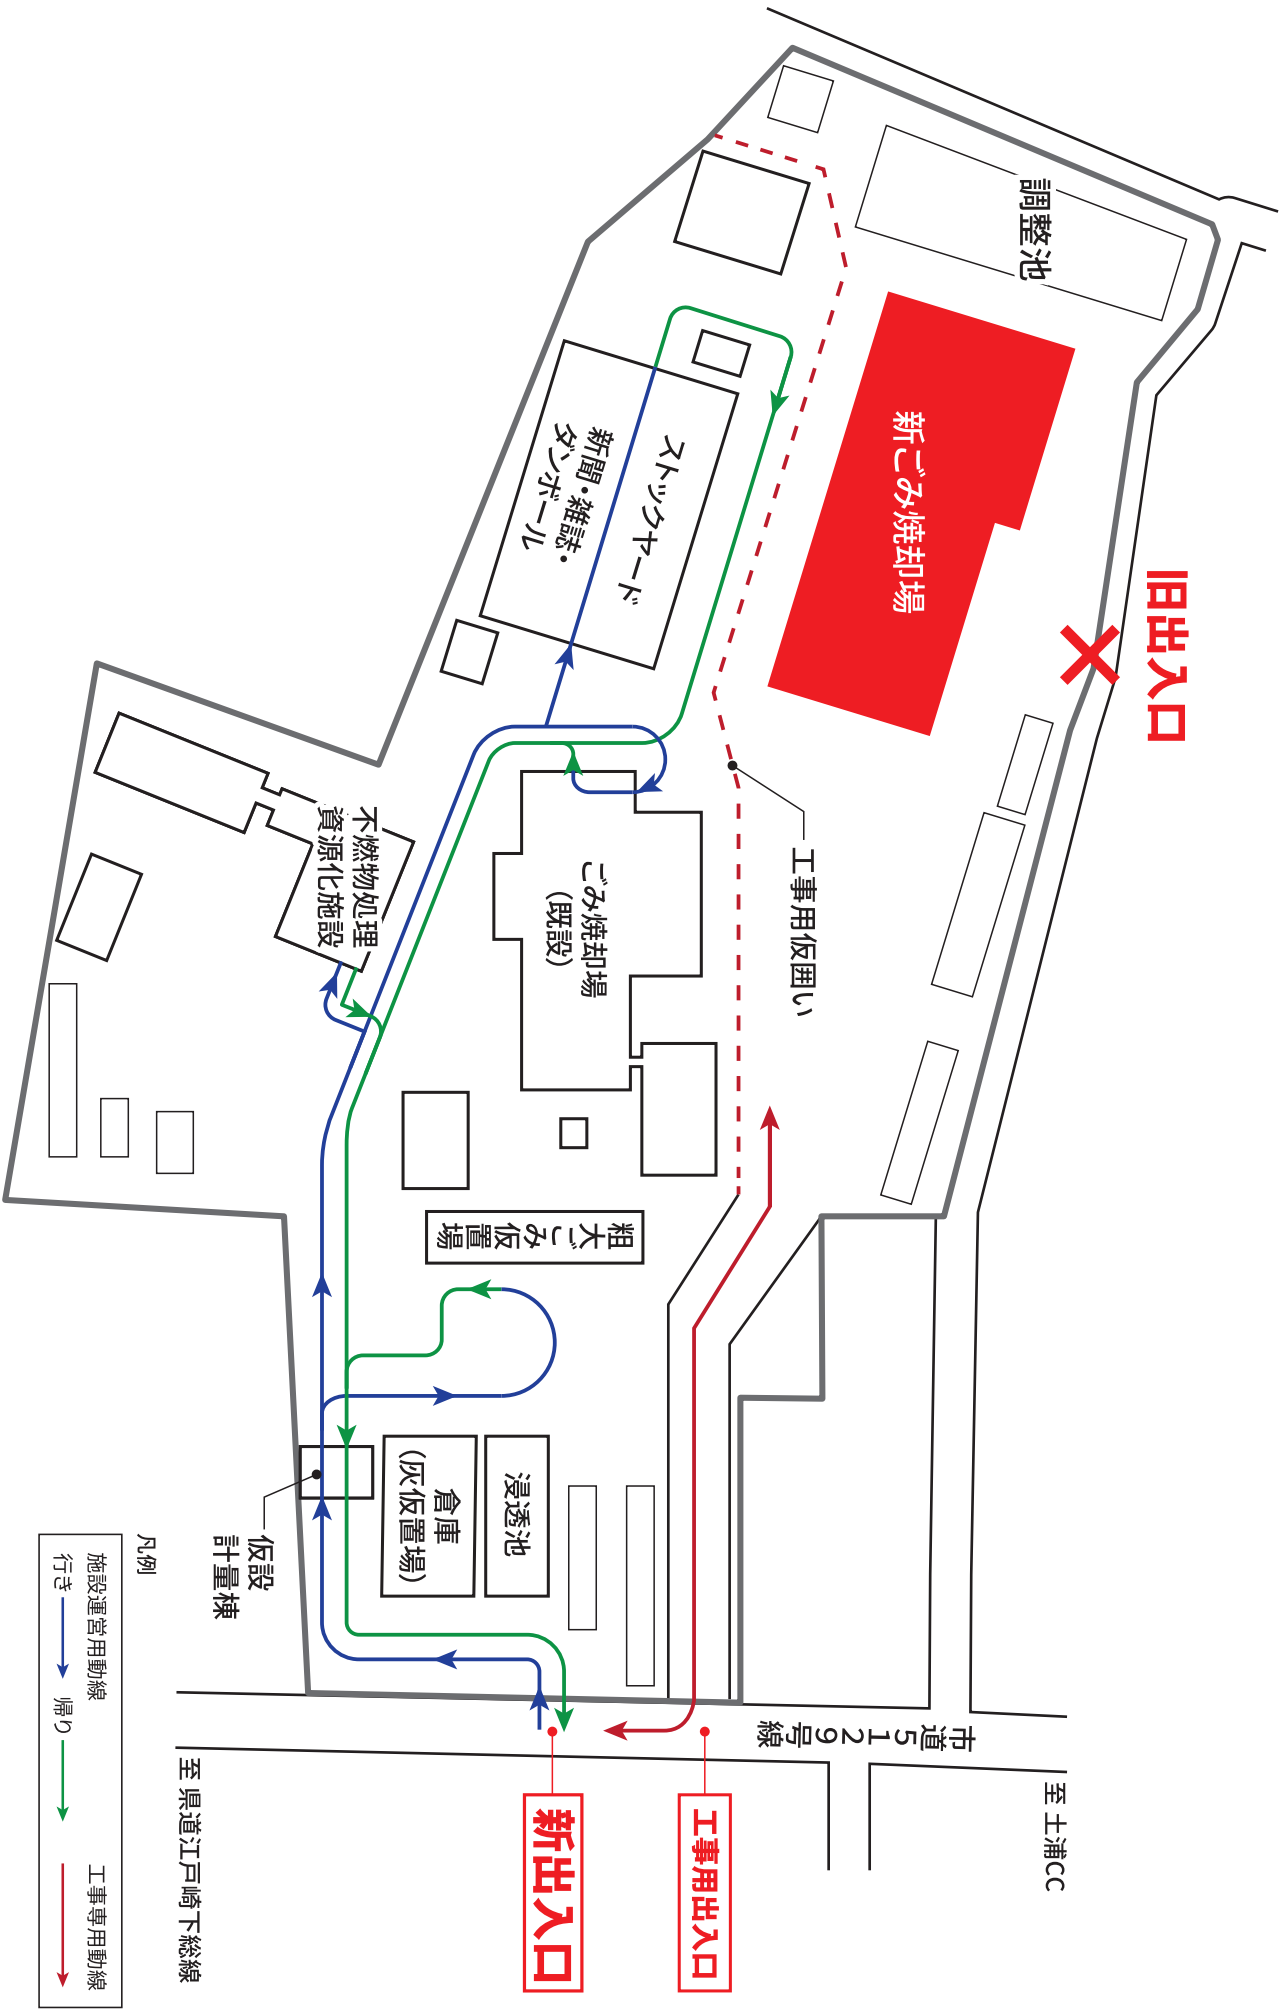 調整池
新ごみ焼却場
旧出入口
ストックヤード
新聞・雑誌・
ダンボール
工事用仮囲い
ごみ焼却場
(既設)
不燃物処理
資源化施設
粗大ごみ仮置場
浸透池
倉庫
(灰仮置場)
仮設
計量棟
市道5129号線
至 土浦CC
工事用出入口
新出入口
至 県道江戸崎下総線
凡例
施設運営用動線
行き
帰り
工事専用動線